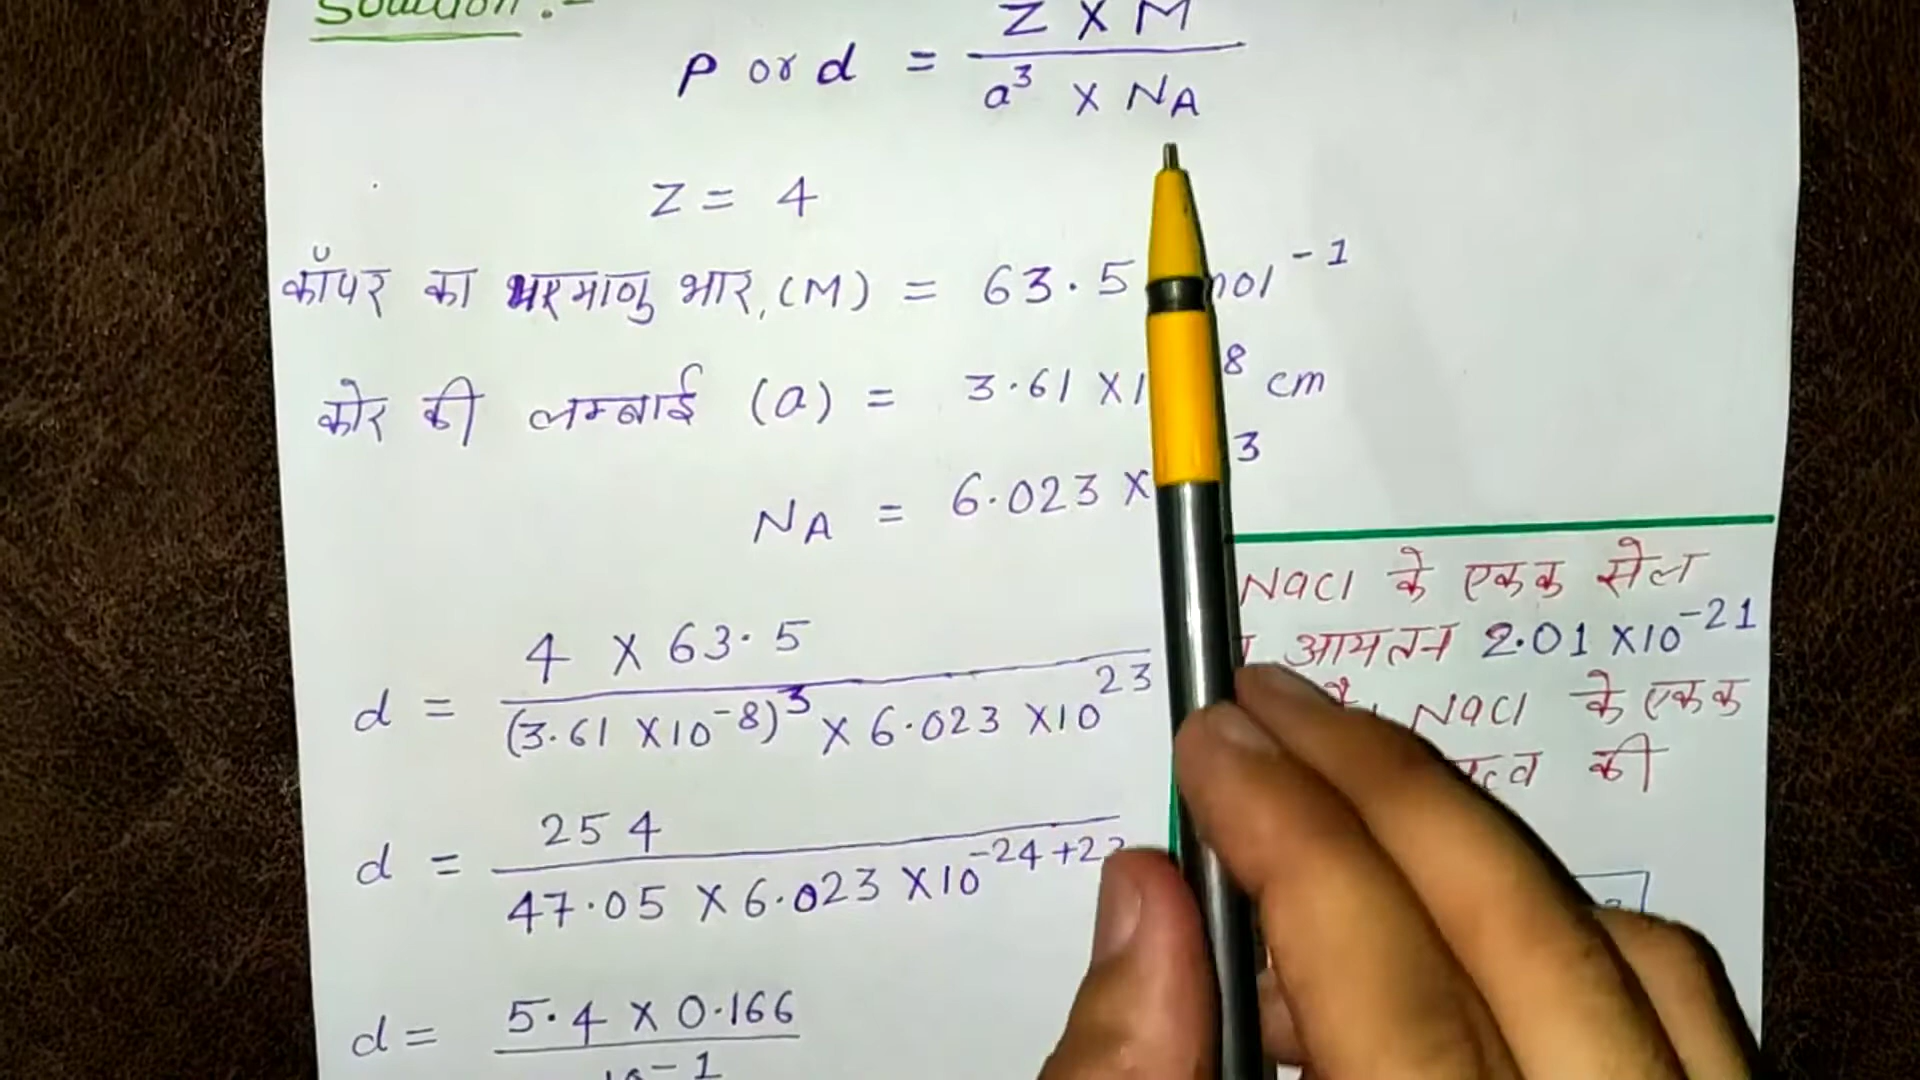 Solution :-
ρ or d = Z X M / a³ X NA
Z = 4
कॉपर का परमाणु भार, (M) = 63.5 mol⁻¹
कोर की लम्बाई (a) = 3.61 X1 ⁸ cm
NA = 6.023 X ³
d = 4 X 63.5 / (3.61 X10⁻⁸)³ X 6.023 X10²³
d = 254 / 47.05 X 6.023 X10⁻²⁴⁺²³
d = 5.4 X 0.166 / 10⁻¹
NaCl के एकक सेल
आयतन 2.01 X10⁻²¹
NaCl के एकक
की